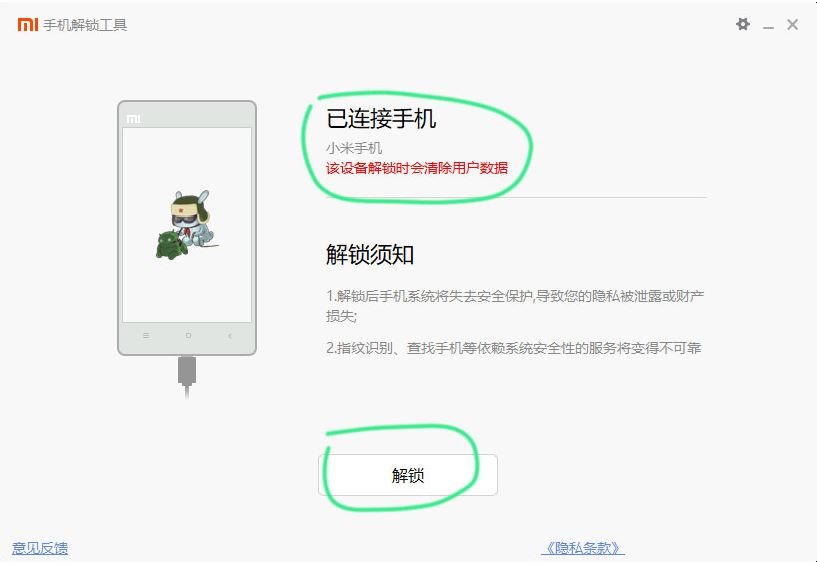 MI 手机解锁工具
MI
已连接手机
小米手机
该设备解锁时会清除用户数据
解锁须知
1.解锁后手机系统将失去安全保护,导致您的隐私被泄露或财产
损失;
2.指纹识别、查找手机等依赖系统安全性的服务将变得不可靠
解锁
意见反馈
《隐私条款》